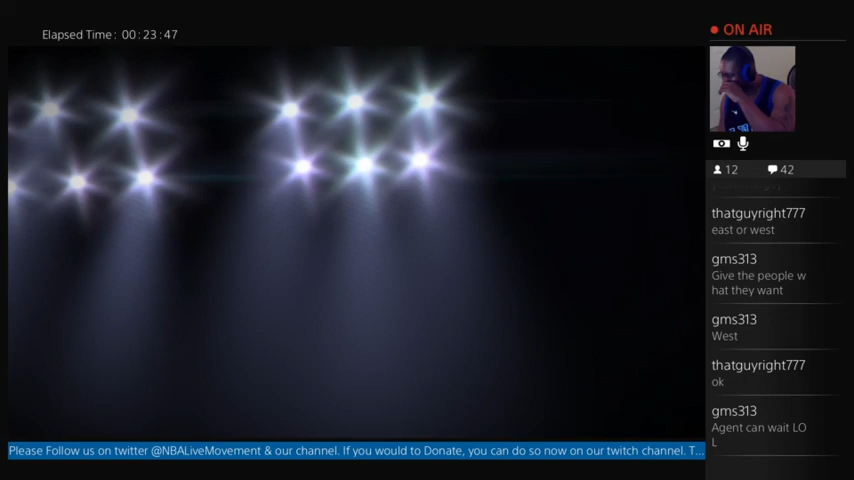 Elapsed Time: 00:23:47
ON AIR
12
42
thatguyright777
east or west
gms313
Give the people w
hat they want
gms313
West
thatguyright777
ok
gms313
Agent can wait LO
L
Please Follow us on twitter @NBALiveMovement & our channel. If you would to Donate, you can do so now on our twitch channel. T...